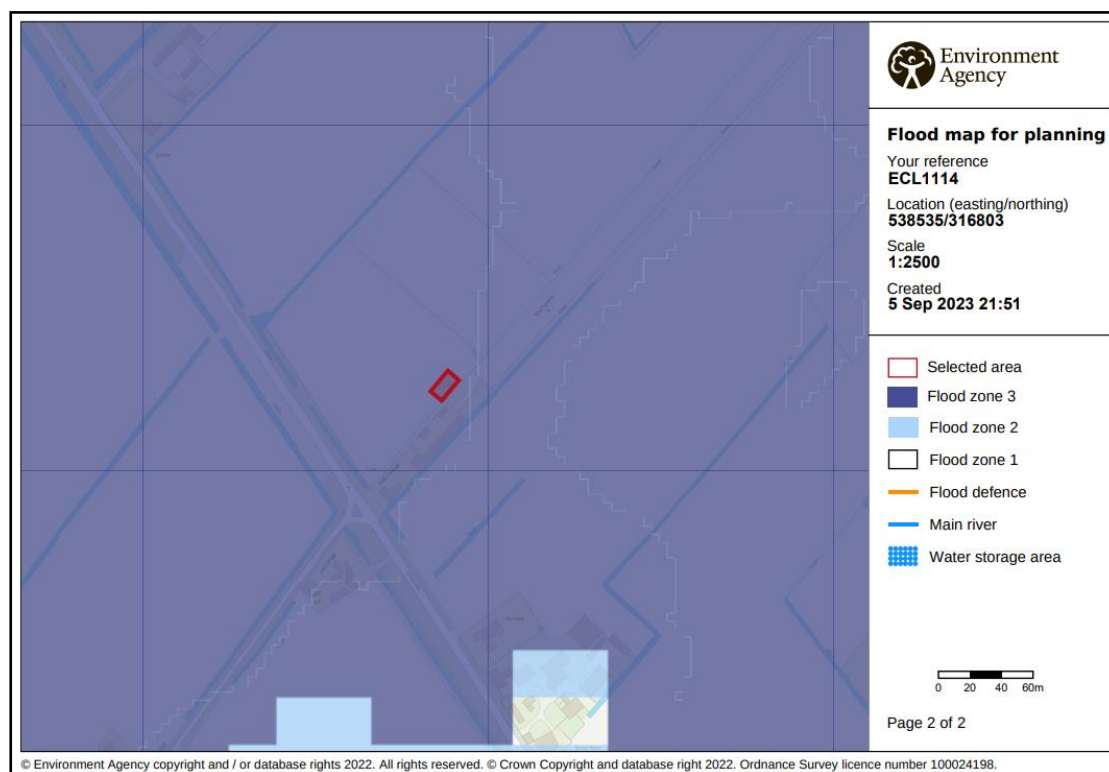 Environment
Agency
Flood map for planning
Your reference
ECL1114
Location (easting/northing)
538535/316803
Scale
1:2500
Created
5 Sep 2023 21:51
Selected area
Flood zone 3
Flood zone 2
Flood zone 1
Flood defence
Main river
Water storage area
0 20 40 60m
Page 2 of 2
© Environment Agency copyright and / or database rights 2022. All rights reserved. © Crown Copyright and database right 2022. Ordnance Survey licence number 100024198.